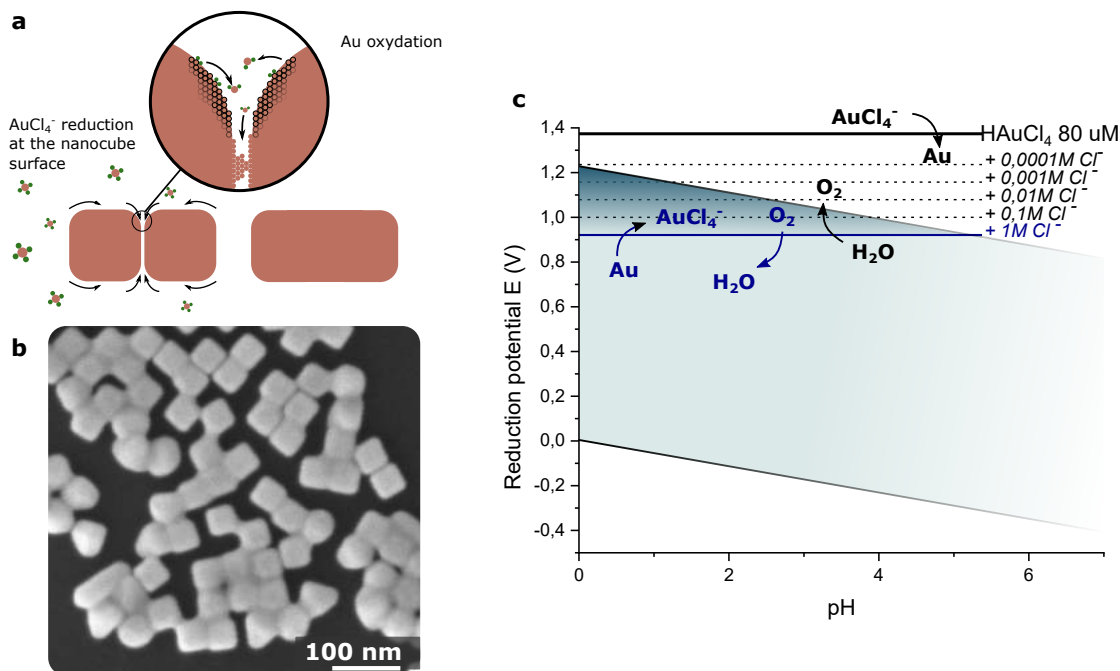 a
Au oxydation
AuCl₄⁻ reduction
at the nanocube
surface
b
100 nm
c
Reduction potential E (V)
1,4
1,2
1,0
0,8
0,6
0,4
0,2
0,0
-0,2
-0,4
AuCl₄⁻
Au
HAuCl₄ 80 uM
+ 0,0001M Cl⁻
+ 0,001M Cl⁻
+ 0,01M Cl⁻
+ 0,1M Cl⁻
+ 1M Cl⁻
O₂
H₂O
AuCl₄⁻
Au
O₂
H₂O
0
2
4
6
pH